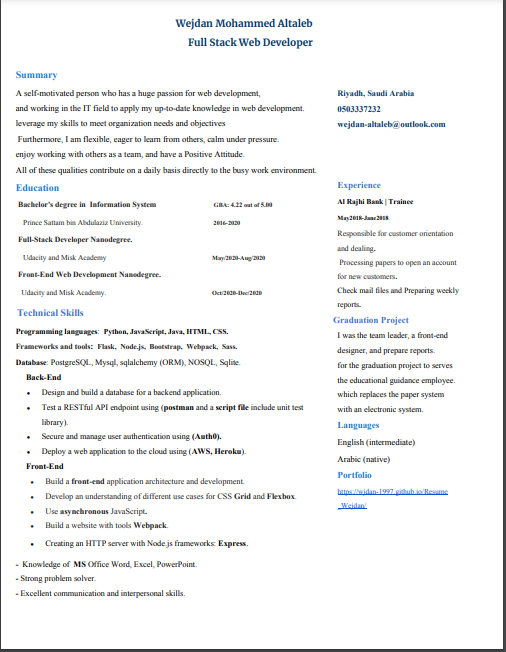 Wejdan Mohammed Altaleb
Full Stack Web Developer
Summary
A self-motivated person who has a huge passion for web development,
and working in the IT field to apply my up-to-date knowledge in web development.
leverage my skills to meet organization needs and objectives
Furthermore, I am flexible, eager to learn from others, calm under pressure.
enjoy working with others as a team, and have a Positive Attitude.
All of these qualities contribute on a daily basis directly to the busy work environment.
Education
Bachelor's degree in Information System GBA: 4.22 out of 5.00
Prince Sattam bin Abdulaziz University. 2016-2020
Full-Stack Developer Nanodegree.
Udacity and Misk Academy May/2020-Aug/2020
Front-End Web Development Nanodegree.
Udacity and Misk Academy. Oct/2020-Dec/2020
Technical Skills
Programming languages: Python, JavaScript, Java, HTML, CSS.
Frameworks and tools: Flask, Node.js, Bootstrap, Webpack, Sass.
Database: PostgreSQL, Mysql, sqlalchemy (ORM), NOSQL, Sqlite.
Back-End
• Design and build a database for a backend application.
• Test a RESTful API endpoint using (postman and a script file include unit test
library).
• Secure and manage user authentication using (Auth0).
• Deploy a web application to the cloud using (AWS, Heroku).
Front-End
• Build a front-end application architecture and development.
• Develop an understanding of different use cases for CSS Grid and Flexbox.
• Use asynchronous JavaScript.
• Build a website with tools Webpack.
• Creating an HTTP server with Node.js frameworks: Express.
- Knowledge of MS Office Word, Excel, PowerPoint.
- Strong problem solver.
- Excellent communication and interpersonal skills.
Riyadh, Saudi Arabia
0503337232
wejdan-altaleb@outlook.com
Experience
Al Rajhi Bank | Trainee
May2018-June2018
Responsible for customer orientation
and dealing.
Processing papers to open an account
for new customers.
Check mail files and Preparing weekly
reports.
Graduation Project
I was the team leader, a front-end
designer, and prepare reports.
for the graduation project to serves
the educational guidance employee.
which replaces the paper system
with an electronic system.
Languages
English (intermediate)
Arabic (native)
Portfolio
https://wjdan-1997.github.io/Resume
_Wejdan/